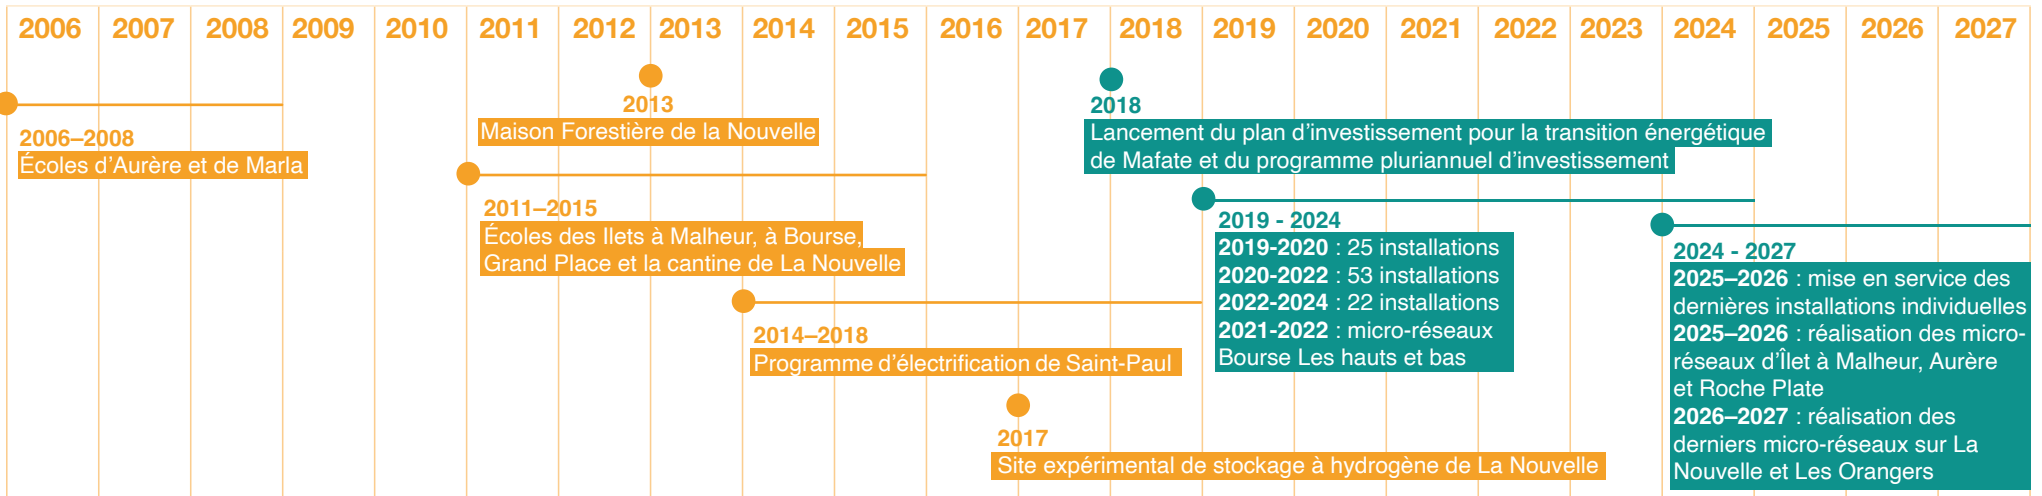 2006 2007 2008 2009 2010 2011 2012 2013 2014 2015 2016 2017 2018 2019 2020 2021 2022 2023 2024 2025 2026 2027
2006–2008
Écoles d'Aurère et de Marla
2013
Maison Forestière de la Nouvelle
2011–2015
Écoles des Ilets à Malheur, à Bourse,
Grand Place et la cantine de La Nouvelle
2014–2018
Programme d'électrification de Saint-Paul
2017
Site expérimental de stockage à hydrogène de La Nouvelle
2018
Lancement du plan d'investissement pour la transition énergétique
de Mafate et du programme pluriannuel d'investissement
2019 - 2024
2019-2020 : 25 installations
2020-2022 : 53 installations
2022-2024 : 22 installations
2021-2022 : micro-réseaux
Bourse Les hauts et bas
2024 - 2027
2025–2026 : mise en service des
dernières installations individuelles
2025–2026 : réalisation des micro-
réseaux d'Îlet à Malheur, Aurère
et Roche Plate
2026–2027 : réalisation des
derniers micro-réseaux sur La
Nouvelle et Les Orangers